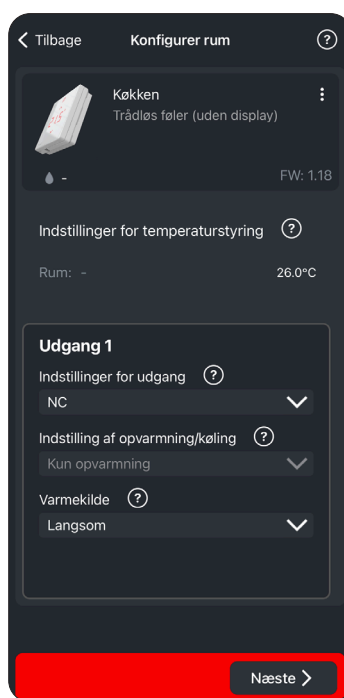 Tilbage
Konfigurer rum
?
Køkken
Trådløs føler (uden display)
-
FW: 1.18
Indstillinger for temperaturstyring ?
Rum: - 26.0°C
Udgang 1
Indstillinger for udgang ?
NC
Indstilling af opvarmning/køling ?
Kun opvarmning
Varmekilde ?
Langsom
Næste